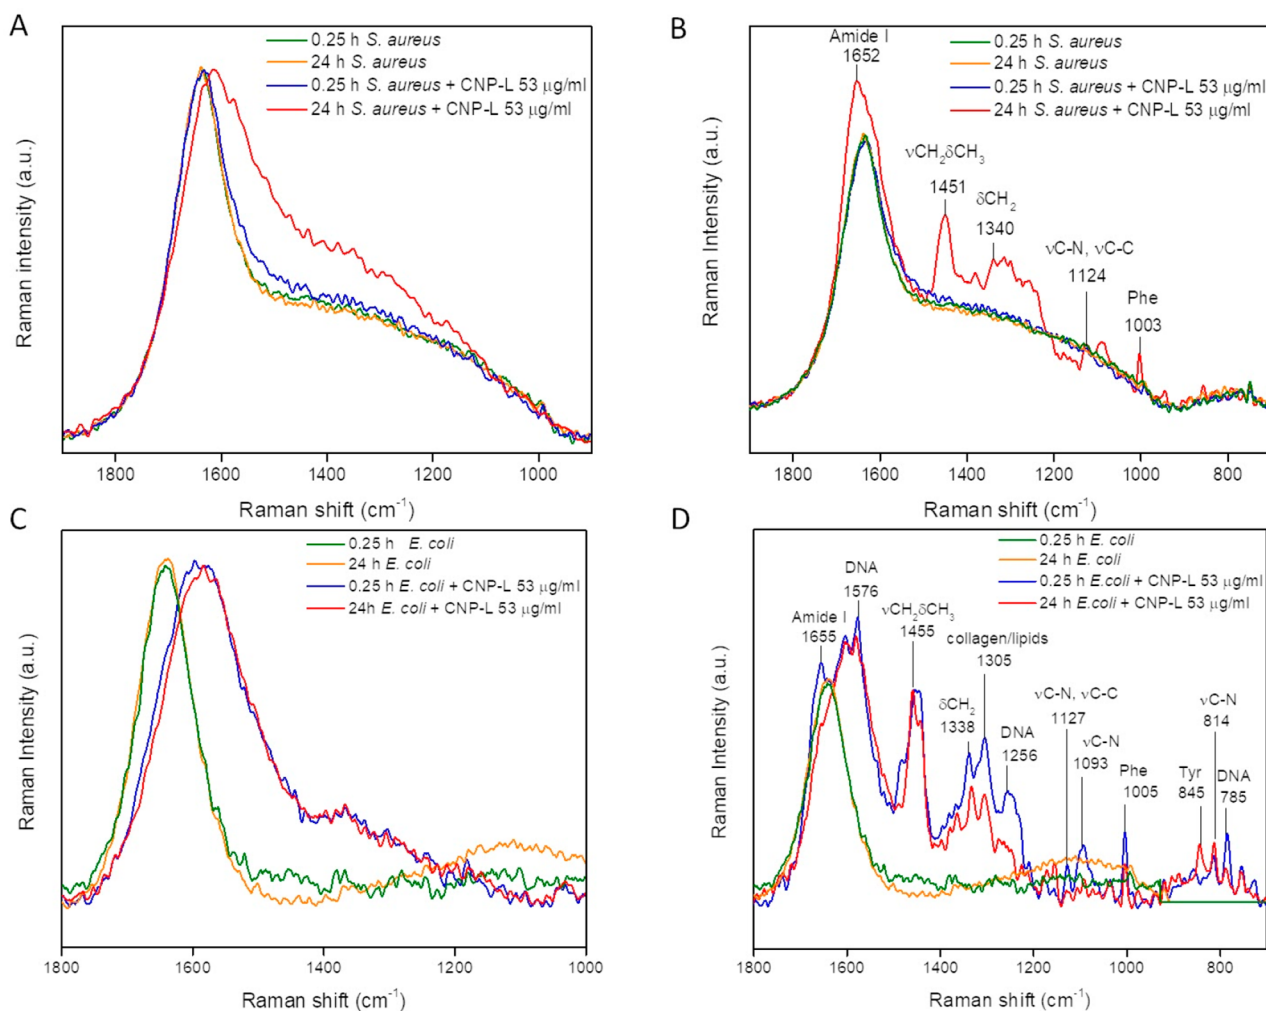 A
0.25 h S. aureus
24 h S. aureus
0.25 h S. aureus + CNP-L 53 μg/ml
24 h S. aureus + CNP-L 53 μg/ml
Raman intensity (a.u.)
1800 1600 1400 1200 1000
Raman shift (cm⁻¹)
B
0.25 h S. aureus
24 h S. aureus
0.25 h S. aureus + CNP-L 53 μg/ml
24 h S. aureus + CNP-L 53 μg/ml
Amide I
1652
νCH₂δCH₃
1451
δCH₂
1340
νC-N, νC-C
1124
Phe
1003
Raman Intensity (a.u.)
1800 1600 1400 1200 1000 800
Raman shift (cm⁻¹)
C
0.25 h E. coli
24 h E. coli
0.25 h E. coli + CNP-L 53 μg/ml
24h E. coli + CNP-L 53 μg/ml
Raman Intensity (a.u.)
1800 1600 1400 1200 1000
Raman shift (cm⁻¹)
D
0.25 h E. coli
24 h E. coli
0.25 h E.coli + CNP-L 53 μg/ml
24 h E.coli + CNP-L 53 μg/ml
Amide I
1655
DNA
1576
νCH₂δCH₃
1455
collagen/lipids
1305
δCH₂
1338
DNA
1256
νC-N, νC-C
1127
νC-N
1093
Phe
1005
Tyr
845
νC-N
814
DNA
785
Raman Intensity (a.u.)
1800 1600 1400 1200 1000 800
Raman shift (cm⁻¹)